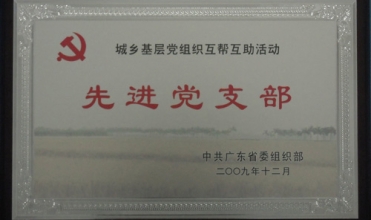 城乡基层党组织互帮互助活动
先进党支部
中共广东省委组织部
二〇〇九年十二月